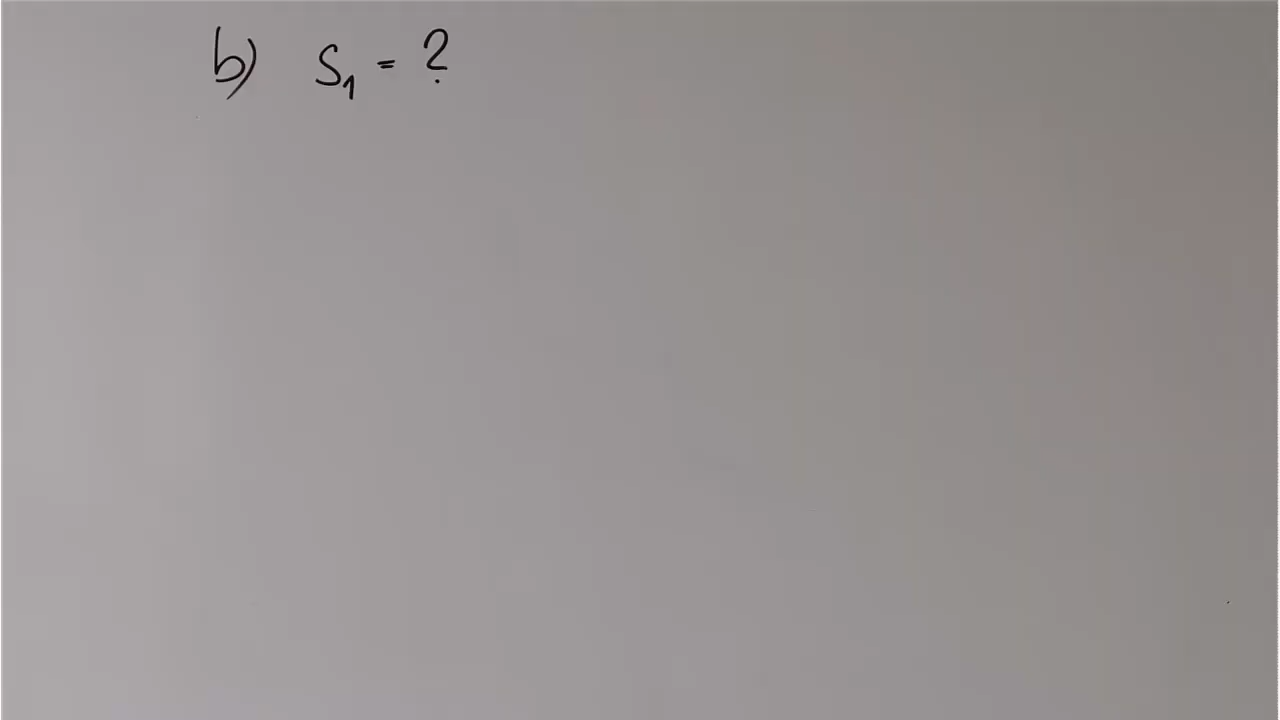 b) S₁ = ?